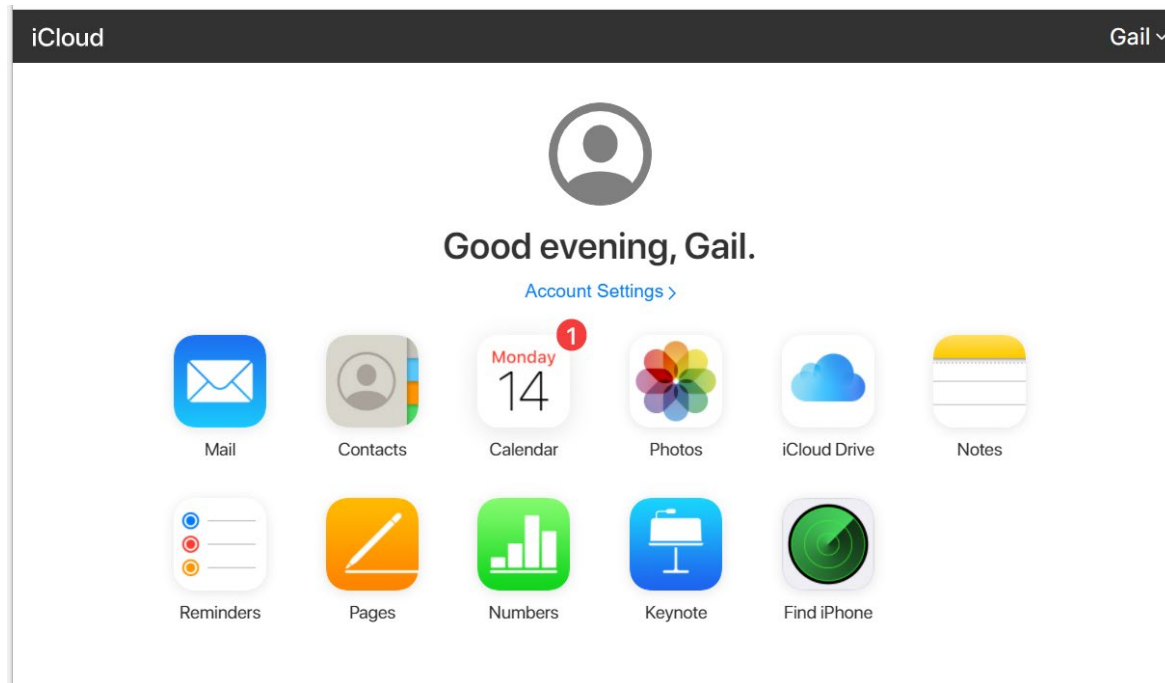 iCloud
Gail
Good evening, Gail.
Account Settings >
1
Monday
14
Mail
Contacts
Calendar
Photos
iCloud Drive
Notes
Reminders
Pages
Numbers
Keynote
Find iPhone